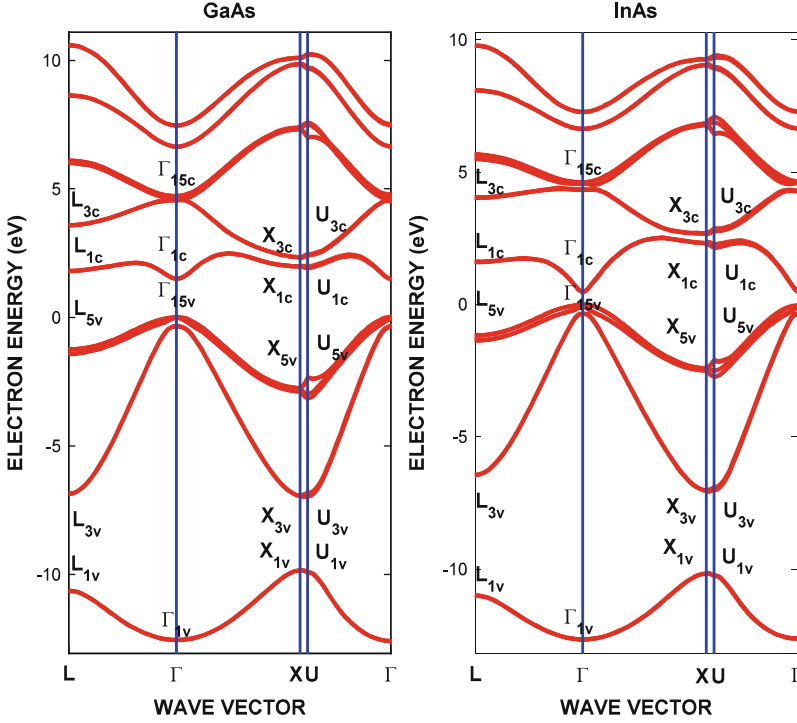 GaAs
10
5
0
-5
-10
ELECTRON ENERGY (eV)
L3c
L1c
L5v
L3v
L1v
Γ15c
Γ1c
Γ15v
Γ1v
X3c
X1c
X5v
X3v
X1v
U3c
U1c
U5v
U3v
U1v
L Γ X U Γ
WAVE VECTOR
InAs
10
5
0
-5
-10
ELECTRON ENERGY (eV)
L3c
L1c
L5v
L3v
L1v
Γ15c
Γ1c
Γ15v
Γ1v
X3c
X1c
X5v
X3v
X1v
U3c
U1c
U5v
U3v
U1v
L Γ X U
WAVE VECTOR